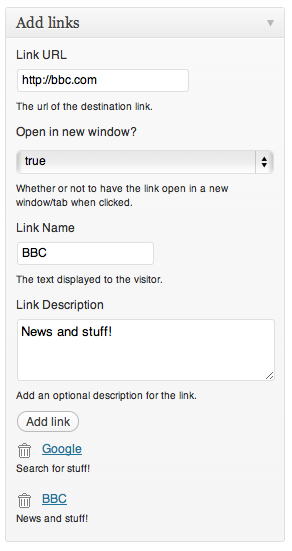 Add links
Link URL
http://bbc.com
The url of the destination link.
Open in new window?
true
Whether or not to have the link open in a new
window/tab when clicked.
Link Name
BBC
The text displayed to the visitor.
Link Description
News and stuff!
Add an optional description for the link.
Add link
Google
Search for stuff!
BBC
News and stuff!